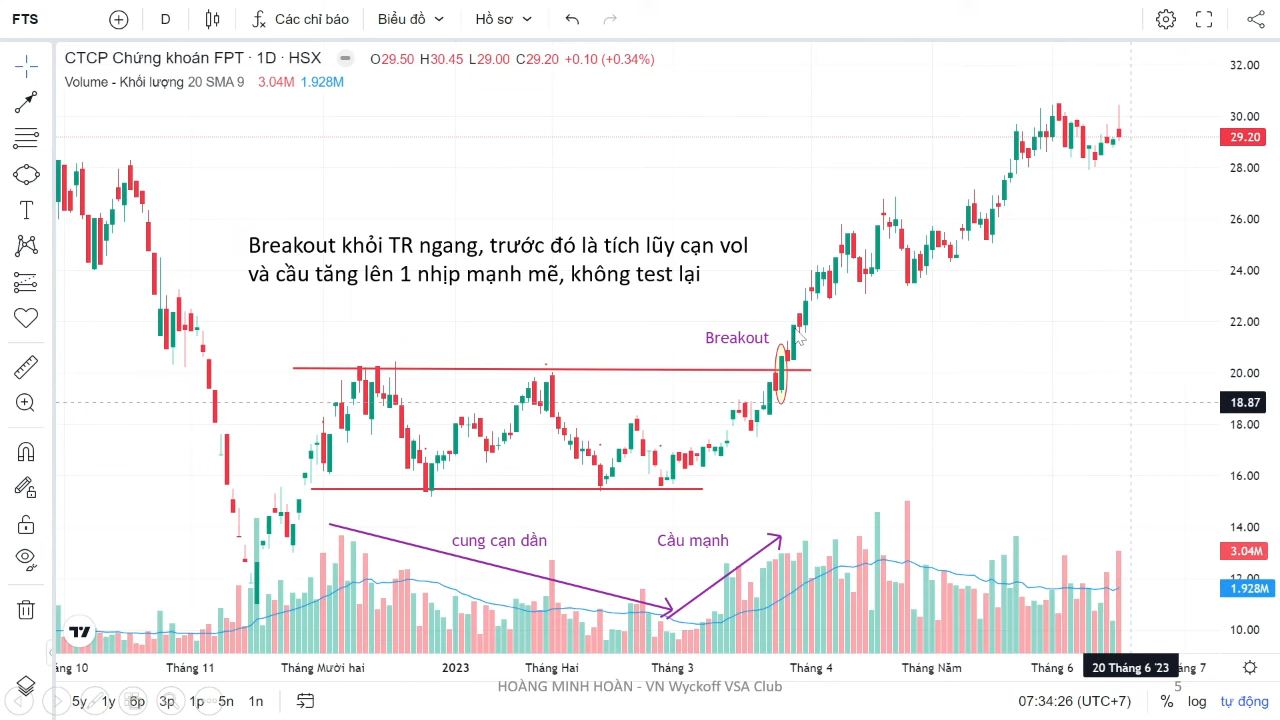 FTS
D
Các chỉ báo
Biểu đồ
Hồ sơ
CTCP Chứng khoán FPT · 1D · HSX
O29.50 H30.45 L29.00 C29.20 +0.10 (+0.34%)
Volume - Khối lượng 20 SMA 9 3.04M 1.928M
32.00
30.00
29.20
28.00
26.00
24.00
22.00
20.00
18.87
18.00
16.00
14.00
3.04M
12.00
1.928M
10.00
Breakout khỏi TR ngang, trước đó là tích lũy cạn vol
và cầu tăng lên 1 nhịp mạnh mẽ, không test lại
Breakout
cung cạn dần
Cầu mạnh
áng 10
Tháng 11
Tháng Mười hai
2023
Tháng Hai
Tháng 3
Tháng 4
Tháng Năm
Tháng 6
20 Tháng 6 '23
áng 7
HOÀNG MINH HOÀN - VN Wyckoff VSA Club
5
5y
1y
6p
3p
1p
5n
1n
07:34:26 (UTC+7)
%
log
tự động